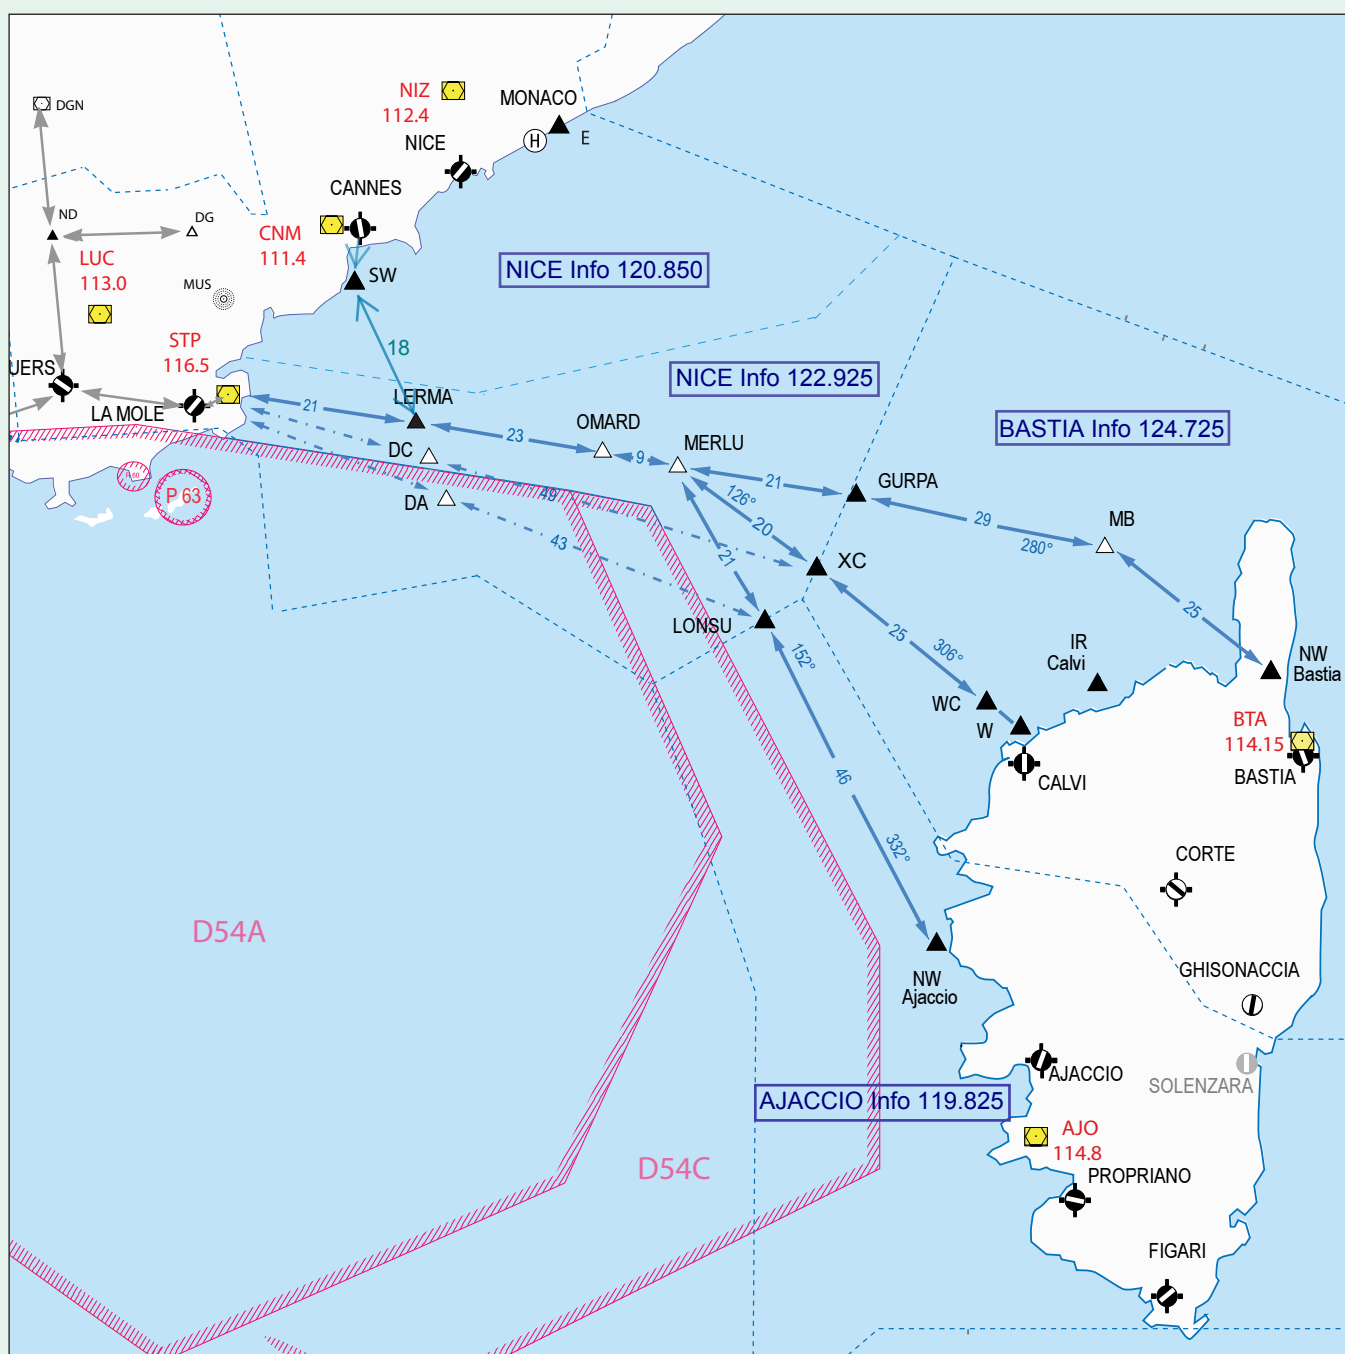 NIZ
112.4
MONACO
H
E
DGN
NICE
CANNES
ND
DG
CNM
111.4
LUC
113.0
SW
NICE Info 120.850
MUS
STP
116.5
18
UERS
NICE Info 122.925
LA MOLE
21
LERMA
23
OMARD
9
MERLU
BASTIA Info 124.725
DC
DA
P 60
P 63
49
43
21
126°
20
21
GURPA
29
280°
MB
XC
25
LONSU
152°
25
306°
IR
Calvi
NW
Bastia
WC
W
BTA
114.15
BASTIA
CALVI
46
332°
CORTE
D54A
NW
Ajaccio
GHISONACCIA
AJACCIO
SOLENZARA
AJACCIO Info 119.825
AJO
114.8
D54C
PROPRIANO
FIGARI